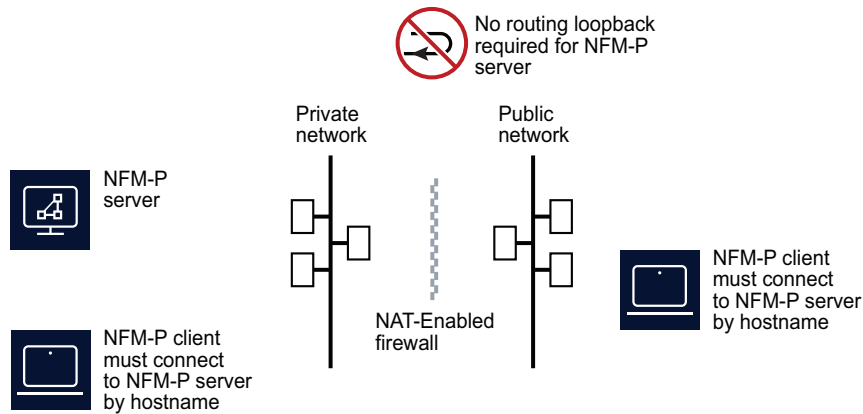 No routing loopback
required for NFM-P
server
Private
network
Public
network
NFM-P
server
NFM-P client
must connect
to NFM-P server
by hostname
NAT-Enabled
firewall
NFM-P client
must connect
to NFM-P server
by hostname